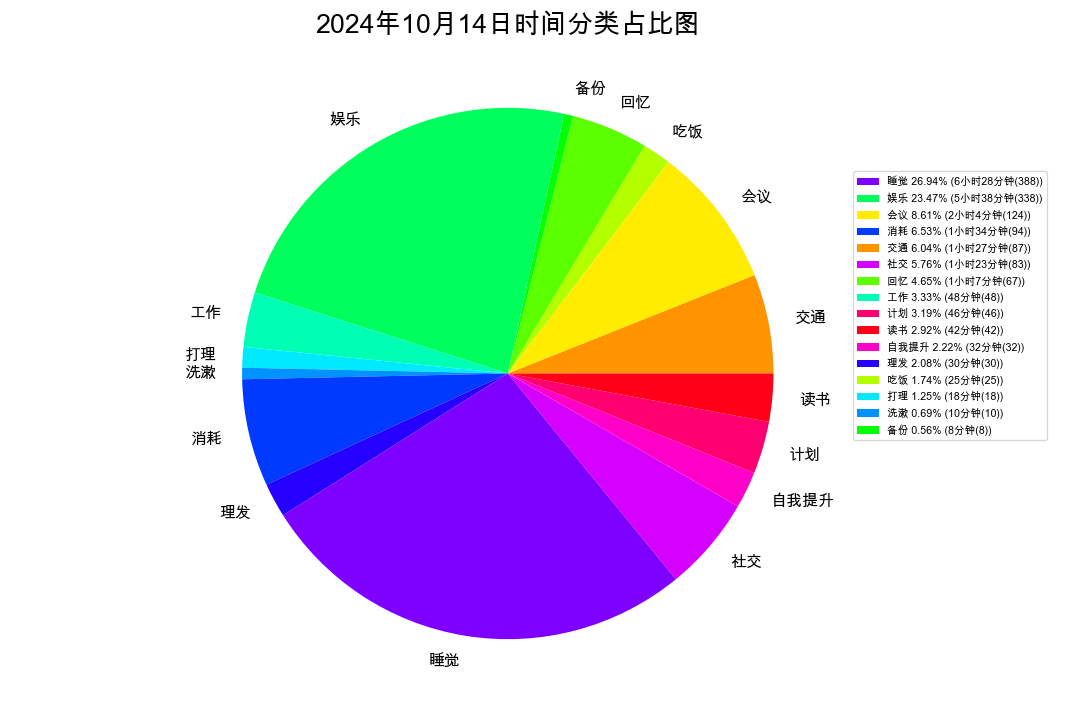 2024年10月14日时间分类占比图
备份
回忆
娱乐
吃饭
会议
工作
交通
打理
洗漱
读书
消耗
计划
自我提升
理发
社交
睡觉
睡觉 26.94% (6小时28分钟(388))
娱乐 23.47% (5小时38分钟(338))
会议 8.61% (2小时4分钟(124))
消耗 6.53% (1小时34分钟(94))
交通 6.04% (1小时27分钟(87))
社交 5.76% (1小时23分钟(83))
回忆 4.65% (1小时7分钟(67))
工作 3.33% (48分钟(48))
计划 3.19% (46分钟(46))
读书 2.92% (42分钟(42))
自我提升 2.22% (32分钟(32))
理发 2.08% (30分钟(30))
吃饭 1.74% (25分钟(25))
打理 1.25% (18分钟(18))
洗漱 0.69% (10分钟(10))
备份 0.56% (8分钟(8))